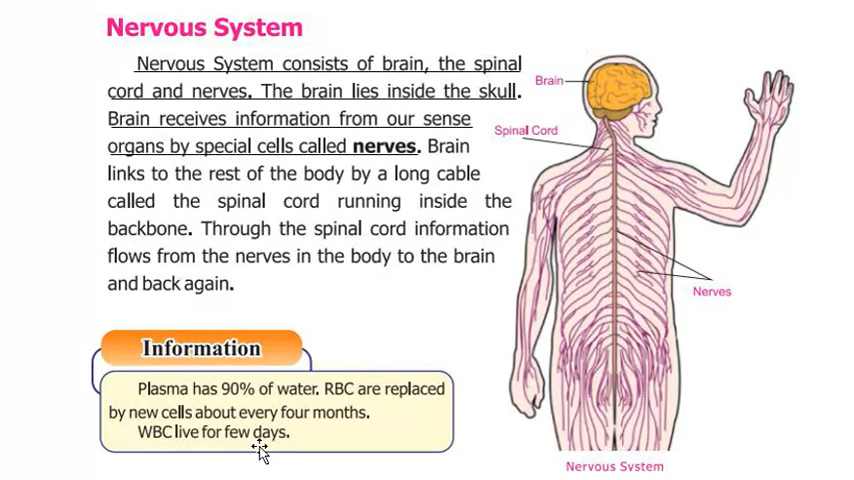 Nervous System
Nervous System consists of brain, the spinal
cord and nerves. The brain lies inside the skull.
Brain receives information from our sense
organs by special cells called nerves. Brain
links to the rest of the body by a long cable
called the spinal cord running inside the
backbone. Through the spinal cord information
flows from the nerves in the body to the brain
and back again.
Information
Plasma has 90% of water. RBC are replaced
by new cells about every four months.
WBC live for few days.
Brain
Spinal Cord
Nerves
Nervous System